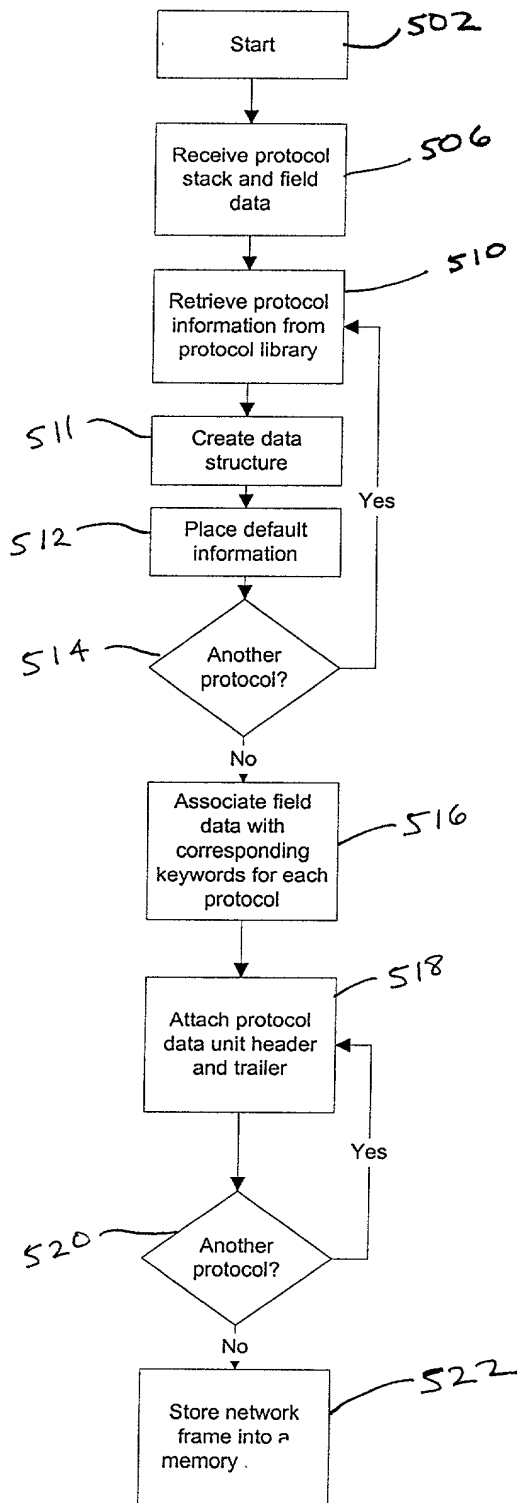 Start
502
Receive protocol
stack and field
data
506
510
Retrieve protocol
information from
protocol library
511
Create data
structure
Yes
512
Place default
information
514
Another
protocol?
No
Associate field
data with
corresponding
keywords for each
protocol
516
518
Attach protocol
data unit header
and trailer
Yes
520
Another
protocol?
No
522
Store network
frame into a
memory.